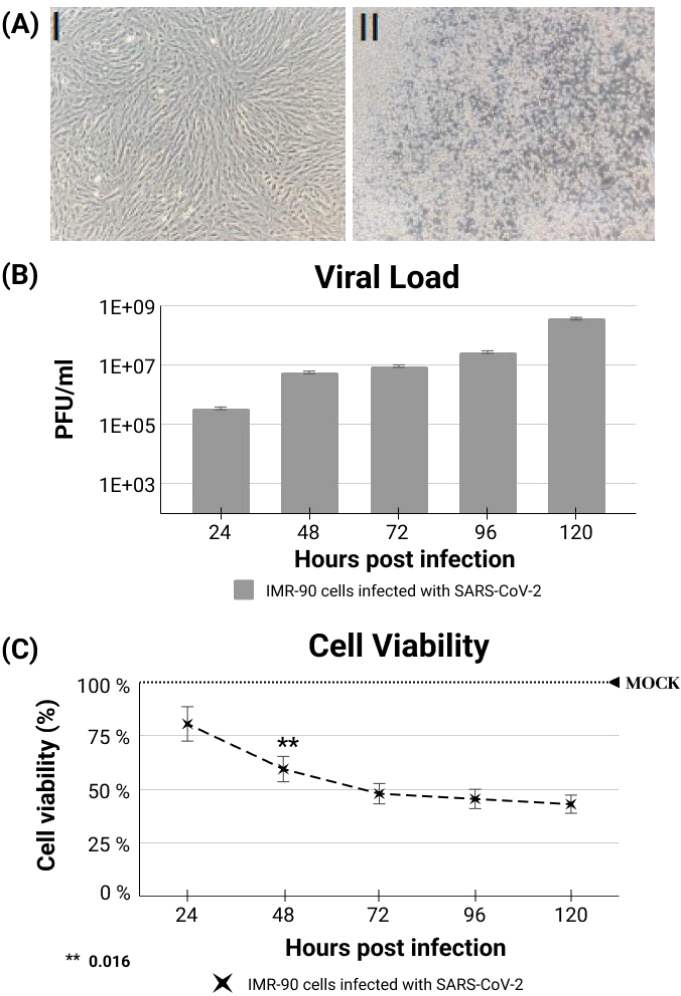 (A) I II
(B) Viral Load
1E+09
1E+07
1E+05
1E+03
PFU/ml
24 48 72 96 120
Hours post infection
IMR-90 cells infected with SARS-CoV-2
(C) Cell Viability
100 % MOCK
75 %
**
50 %
25 %
0 %
Cell viability (%)
24 48 72 96 120
Hours post infection
** 0.016
IMR-90 cells infected with SARS-CoV-2